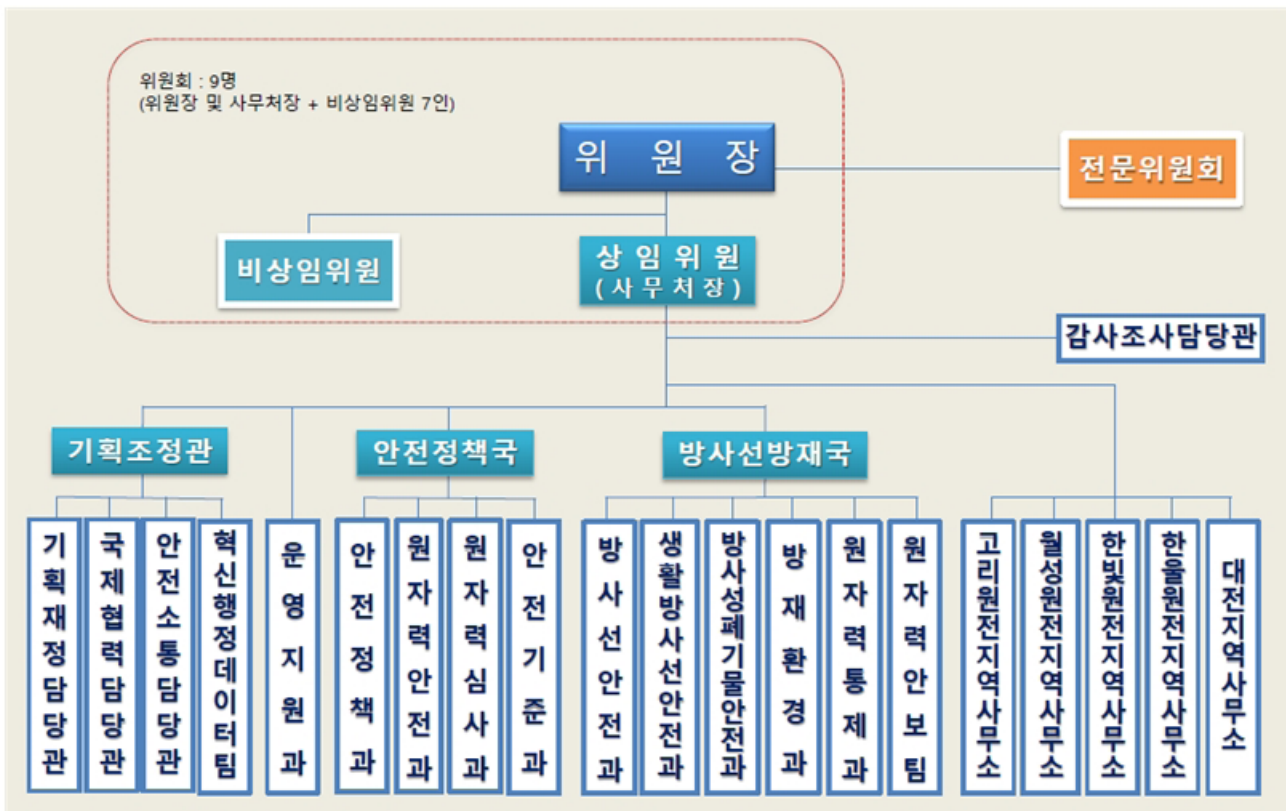 위원회 : 9명
(위원장 및 사무처장 + 비상임위원 7인)
위 원 장
전문위원회
비상임위원
상 임 위 원
( 사 무 처 장 )
감사조사담당관
기획조정관
안전정책국
방사선방재국
기획재정담당관
국제협력담당관
안전소통담당관
혁신행정데이터팀
운영지원과
안전정책과
원자력안전과
원자력심사과
안전기준과
방사선안전과
생활방사선안전과
방사성폐기물안전과
방재환경과
원자력통제과
원자력안보팀
고리원전지역사무소
월성원전지역사무소
한빛원전지역사무소
한울원전지역사무소
대전지역사무소